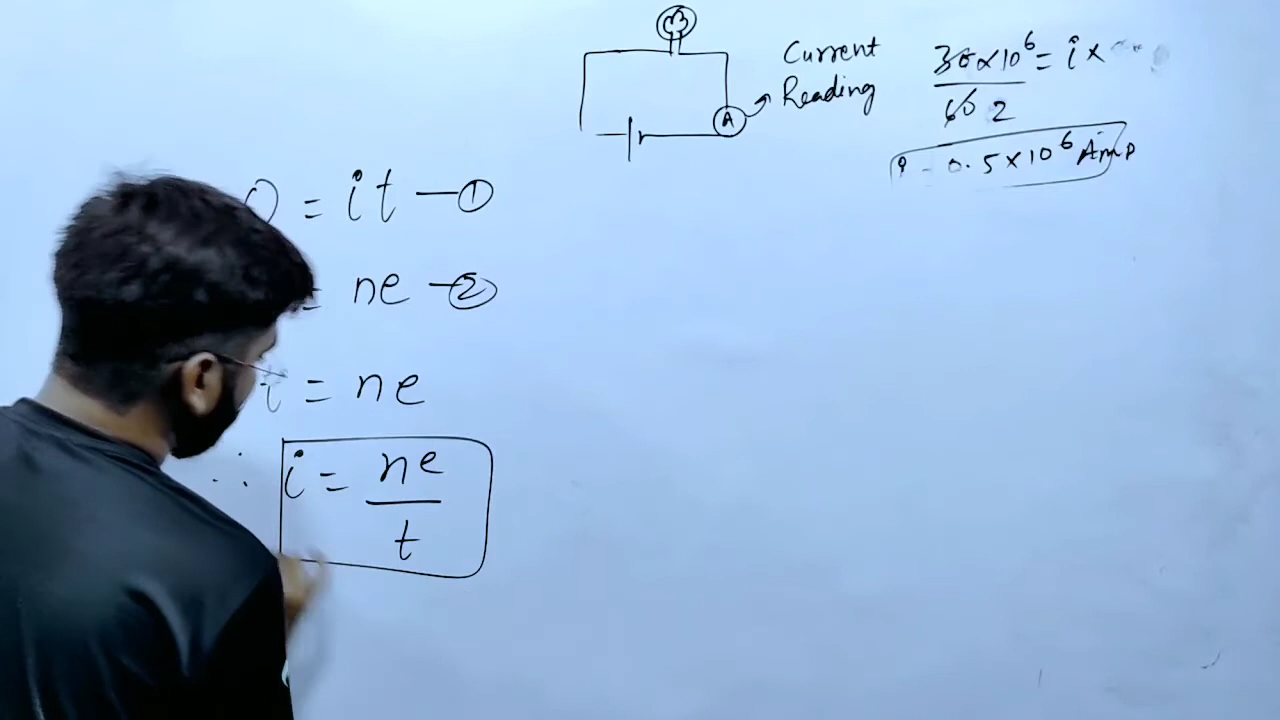 Q = it —①
= ne —②
i = ne
∴ i = ne
t
Current
Reading
A
30×10⁶ = i×
60 2
i = 0.5×10⁶ Amp